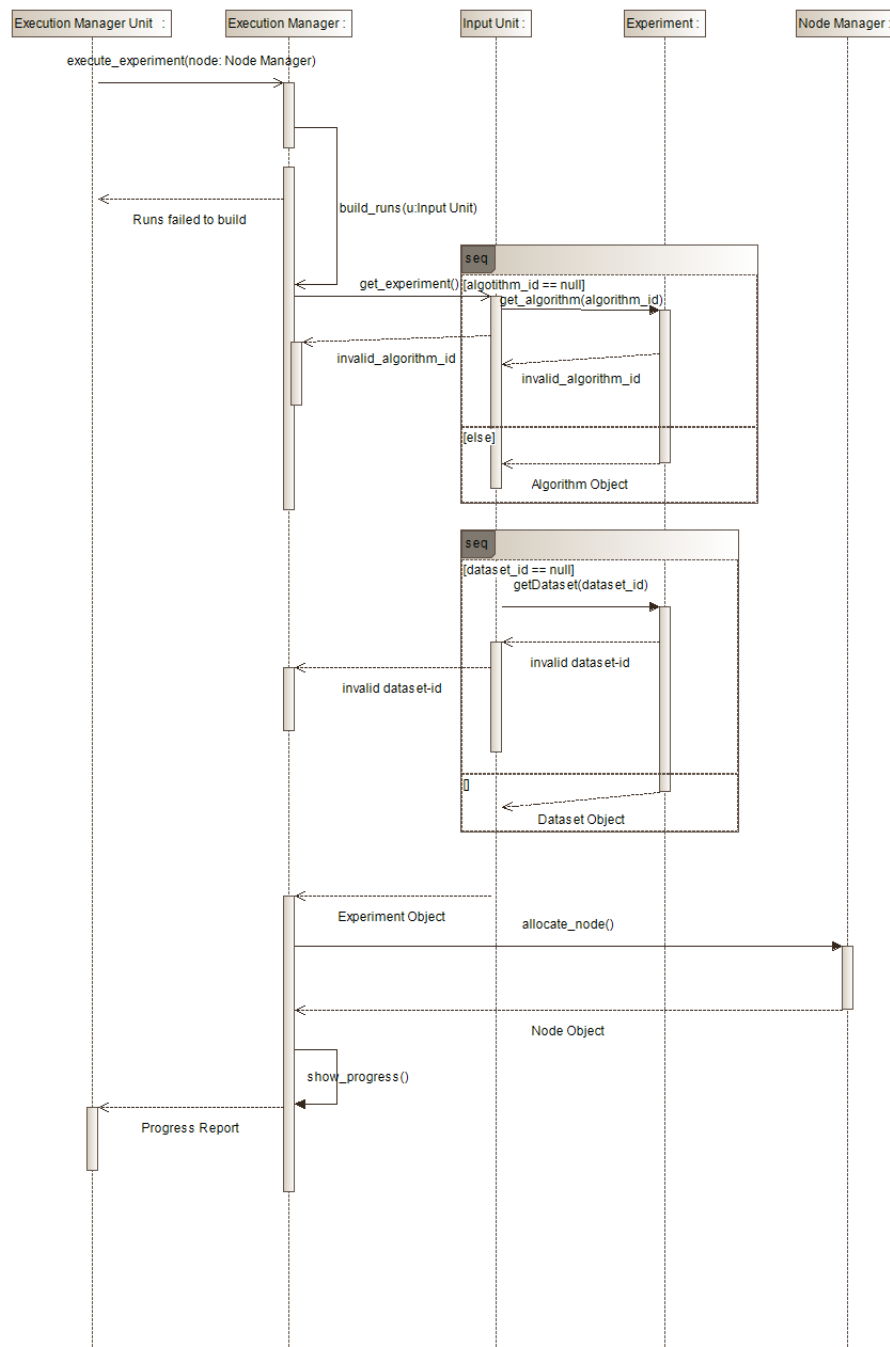 Execution Manager Unit :
Execution Manager :
Input Unit :
Experiment :
Node Manager :
execute_experiment(node: Node Manager)
build_runs(u:Input Unit)
Runs failed to build
seq
get_experiment()
[algotithm_id == null]
get_algorithm(algorithm_id)
invalid_algorithm_id
invalid_algorithm_id
[else]
Algorithm Object
seq
[dataset_id == null]
getDataset(dataset_id)
invalid dataset-id
invalid dataset-id
[]
Dataset Object
Experiment Object
allocate_node()
Node Object
show_progress()
Progress Report